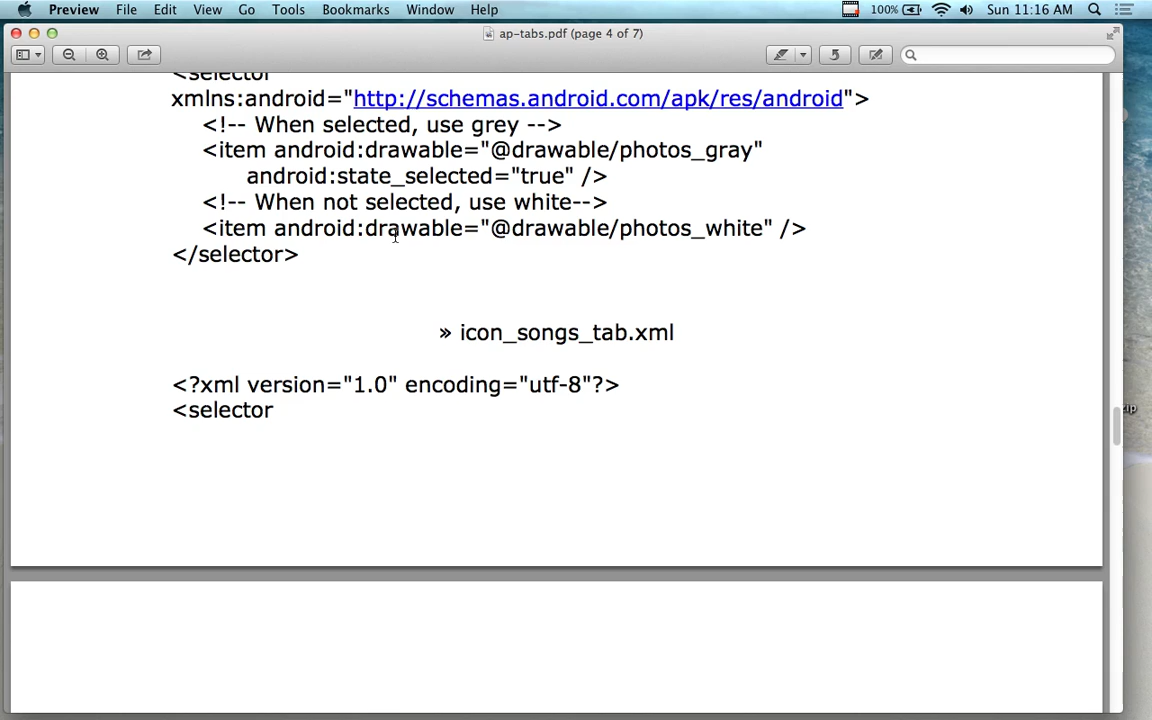 Preview File Edit View Go Tools Bookmarks Window Help 100% Sun 11:16 AM
ap-tabs.pdf (page 4 of 7)
<selector
xmlns:android="http://schemas.android.com/apk/res/android">
<!-- When selected, use grey -->
<item android:drawable="@drawable/photos_gray"
android:state_selected="true" />
<!-- When not selected, use white-->
<item android:drawable="@drawable/photos_white" />
</selector>
» icon_songs_tab.xml
<?xml version="1.0" encoding="utf-8"?>
<selector
zip